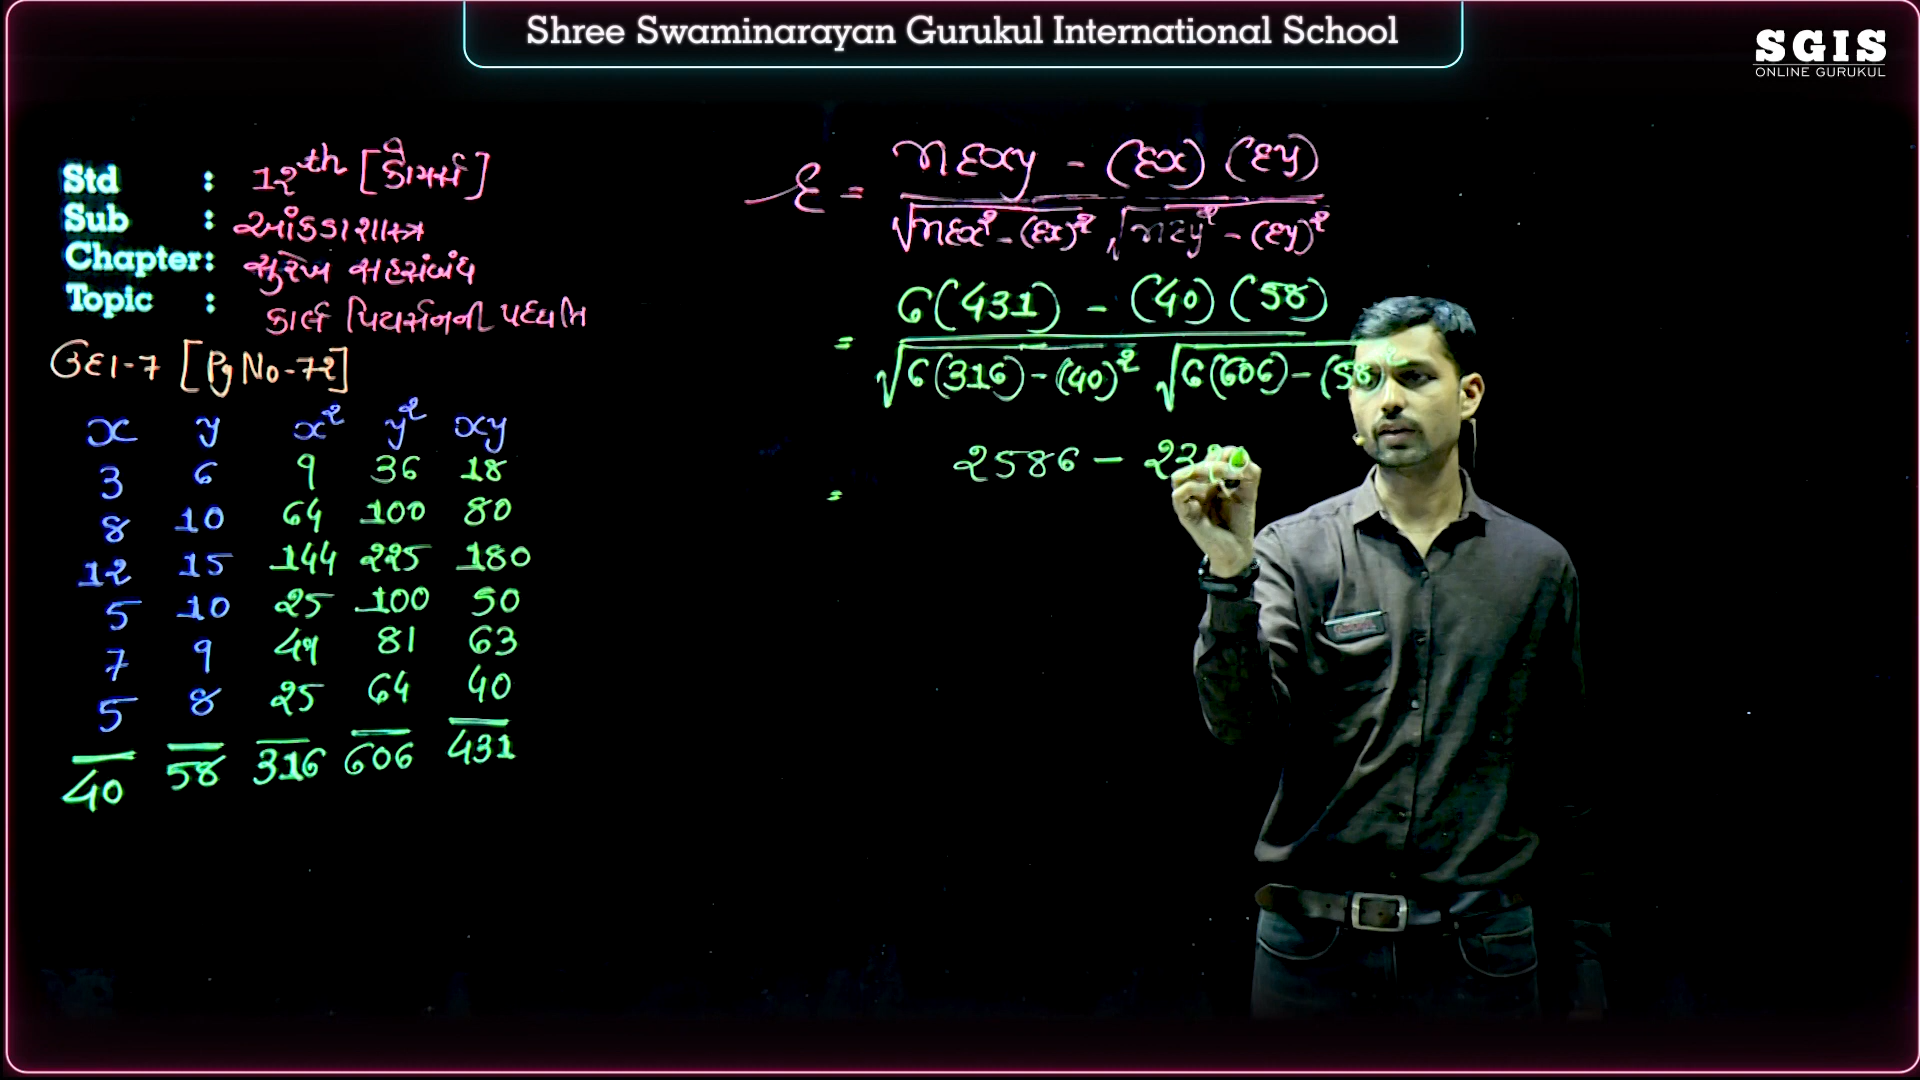 Shree Swaminarayan Gurukul International School
SGIS
ONLINE GURUKUL
Std : 12th [કોમર્સ]
Sub : આંકડાશાસ્ત્ર
Chapter: સુરેખ સહસંબંધ
Topic : કાર્લ પિયર્સનની પદ્ધતિ
ઉદા-7 [Pg No-72]
x y x² y² xy
3 6 9 36 18
8 10 64 100 80
12 15 144 225 180
5 10 25 100 50
7 9 49 81 63
5 8 25 64 40
40 58 316 606 431
r = nΣxy - (Σx) (Σy)
√nΣx² - (Σx)² √nΣy² - (Σy)²
= 6(431) - (40) (58)
√6(316) - (40)² √6(606) - (58
= 2586 - 23